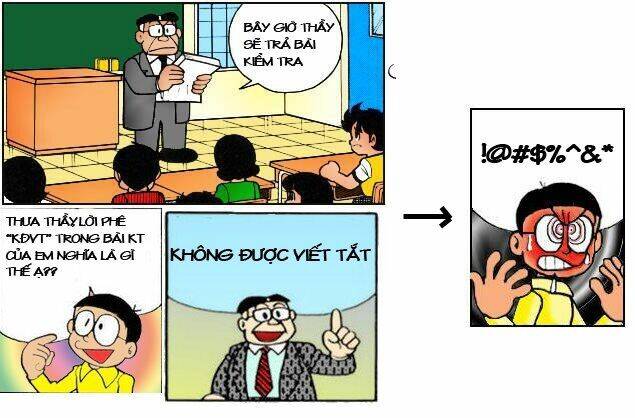 BÂY GIỜ THẦY
SẼ TRẢ BÀI
KIỂM TRA
THƯA THẦY LỜI PHÊ
"KĐVT" TRONG BÀI KT
CỦA EM NGHĨA LÀ GÌ
THẾ Ạ??
KHÔNG ĐƯỢC VIẾT TẮT
!@#$%^&*